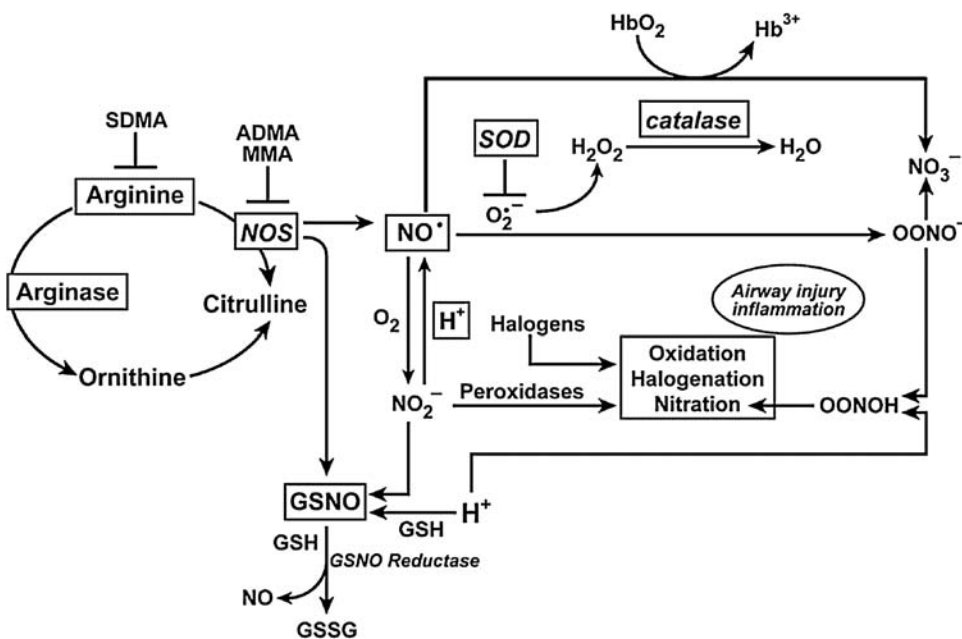 HbO2
Hb3+
SDMA
ADMA
MMA
SOD
catalase
H2O2
H2O
NO3−
Arginine
NOS
O2•−
NO•
OONO−
Arginase
Citrulline
Airway injury
inflammation
O2
H+
Halogens
Oxidation
Halogenation
Nitration
Ornithine
NO2−
Peroxidases
OONOH
GSNO
H+
GSH
GSH
GSNO Reductase
NO
GSSG